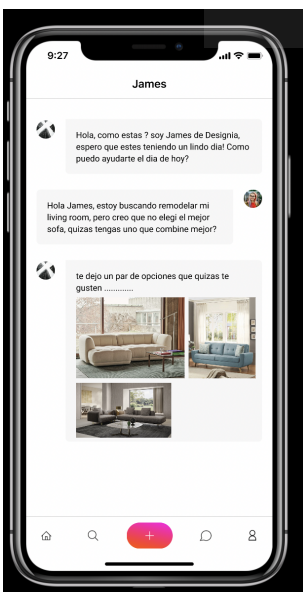 9:27
James
Hola, como estas ? soy James de Designia,
espero que estes teniendo un lindo dia! Como
puedo ayudarte el dia de hoy?
Hola James, estoy buscando remodelar mi
living room, pero creo que no elegi el mejor
sofa, quizas tengas uno que combine mejor?
te dejo un par de opciones que quizas te
gusten .............